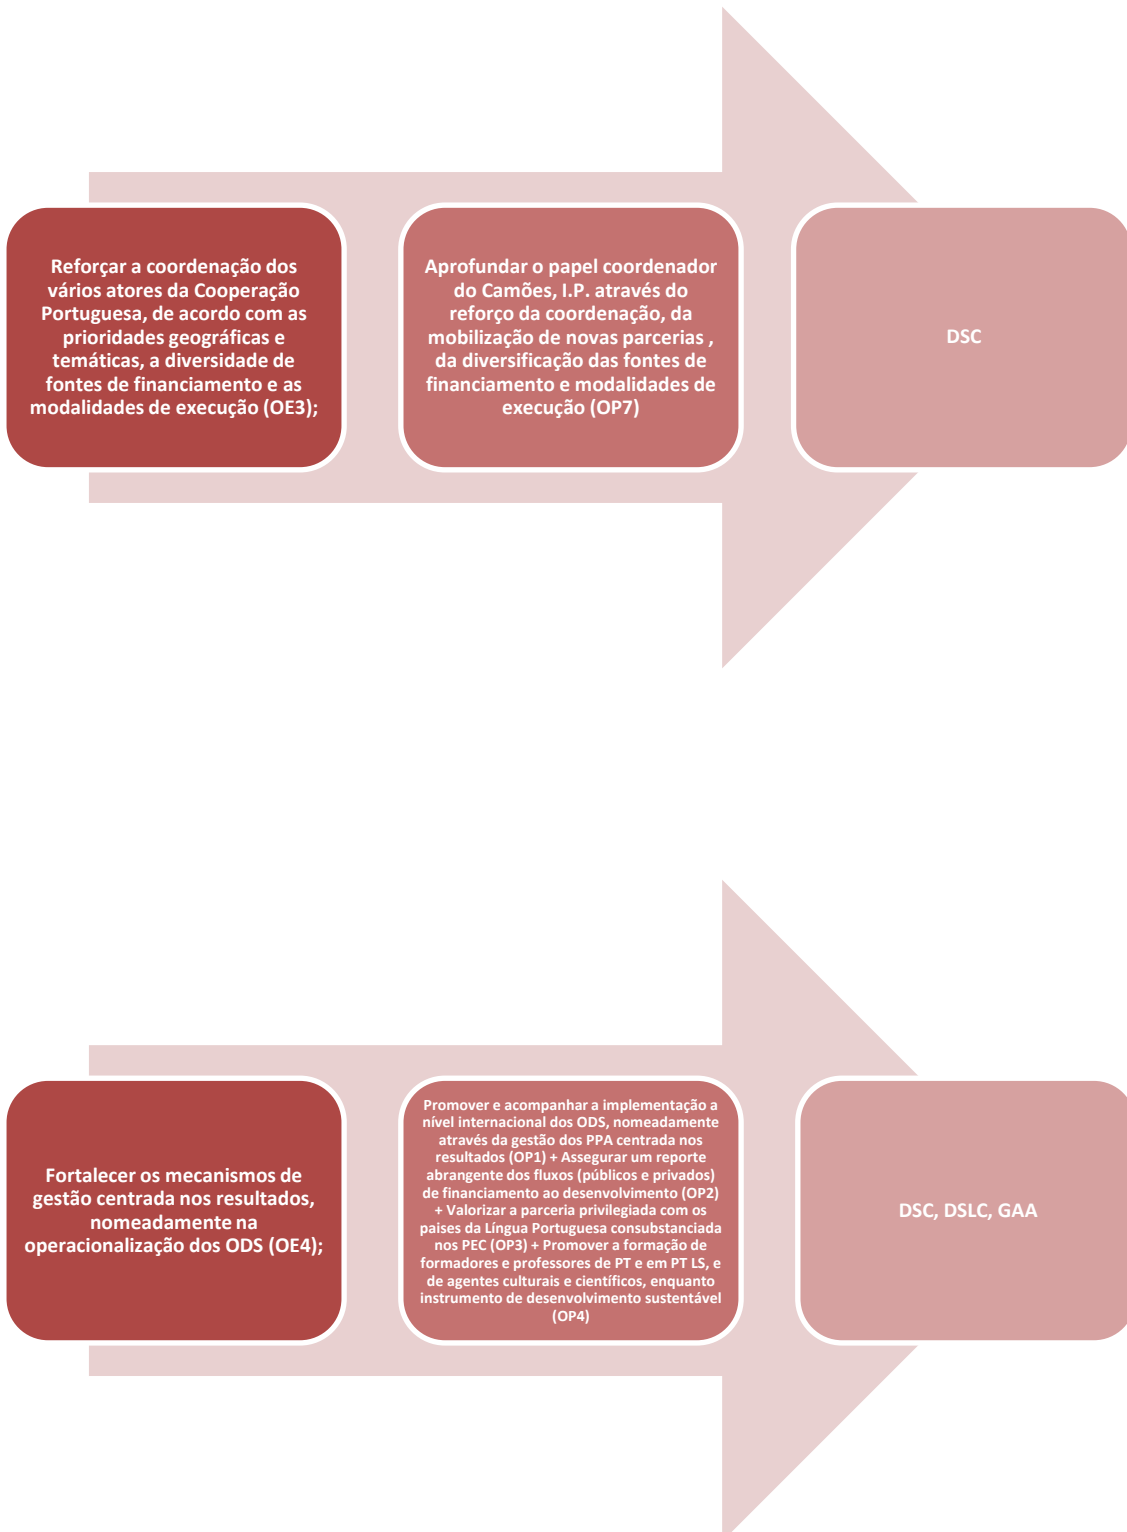 Reforçar a coordenação dos
vários atores da Cooperação
Portuguesa, de acordo com as
prioridades geográficas e
temáticas, a diversidade de
fontes de financiamento e as
modalidades de execução (OE3);
Aprofundar o papel coordenador
do Camões, I.P. através do
reforço da coordenação, da
mobilização de novas parcerias ,
da diversificação das fontes de
financiamento e modalidades de
execução (OP7)
DSC
Fortalecer os mecanismos de
gestão centrada nos resultados,
nomeadamente na
operacionalização dos ODS (OE4);
Promover e acompanhar a implementação a
nível internacional dos ODS, nomeadamente
através da gestão dos PPA centrada nos
resultados (OP1) + Assegurar um reporte
abrangente dos fluxos (públicos e privados)
de financiamento ao desenvolvimento (OP2)
+ Valorizar a parceria privilegiada com os
paises da Língua Portuguesa consubstanciada
nos PEC (OP3) + Promover a formação de
formadores e professores de PT e em PT LS, e
de agentes culturais e científicos, enquanto
instrumento de desenvolvimento sustentável
(OP4)
DSC, DSLC, GAA